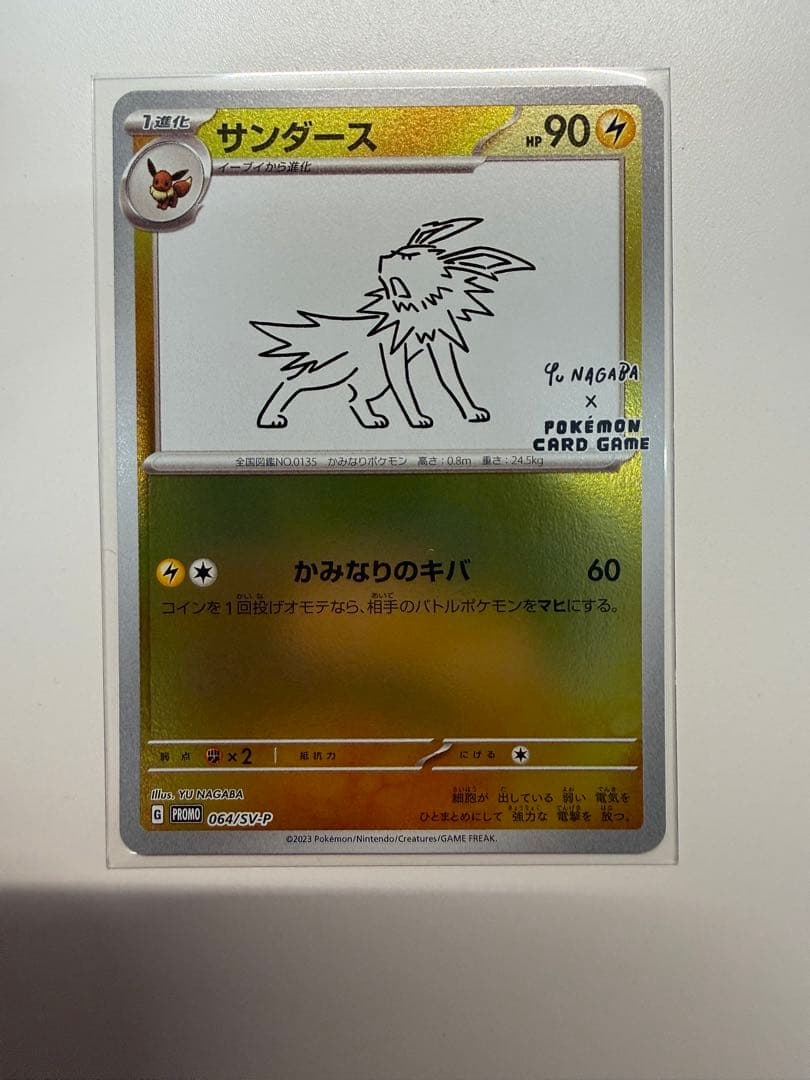 1進化
サンダース
HP 90
イーブイから進化
Yu NAGABA
×
POKÉMON
CARD GAME
全国図鑑NO.0135 かみなりポケモン 高さ:0.8m 重さ:24.5kg
かみなりのキバ 60
コインを1回投げオモテなら、相手のバトルポケモンをマヒにする。
弱点 ×2 抵抗力 にげる
Illus. YU NAGABA
細胞が 出している 弱い 電気を
ひとまとめにして 強力な 電撃を 放つ。
G PROMO 064/SV-P
©2023 Pokémon/Nintendo/Creatures/GAME FREAK.